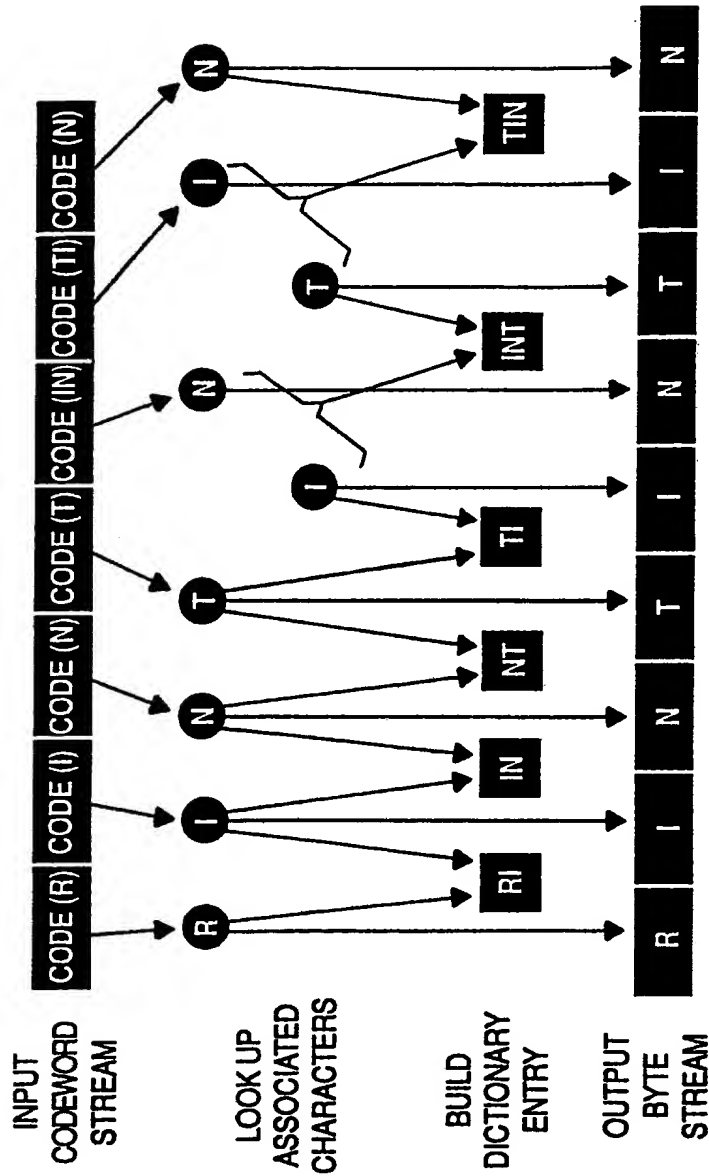 INPUT
CODEWORD
STREAM
CODE (R) CODE (I) CODE (N) CODE (T) CODE (IN) CODE (TI) CODE (N)
LOOK UP
ASSOCIATED
CHARACTERS
R I N T N I N
I T
BUILD
DICTIONARY
ENTRY
RI IN NT TI INT TIN
OUTPUT
BYTE
STREAM
R I N T I N T I N